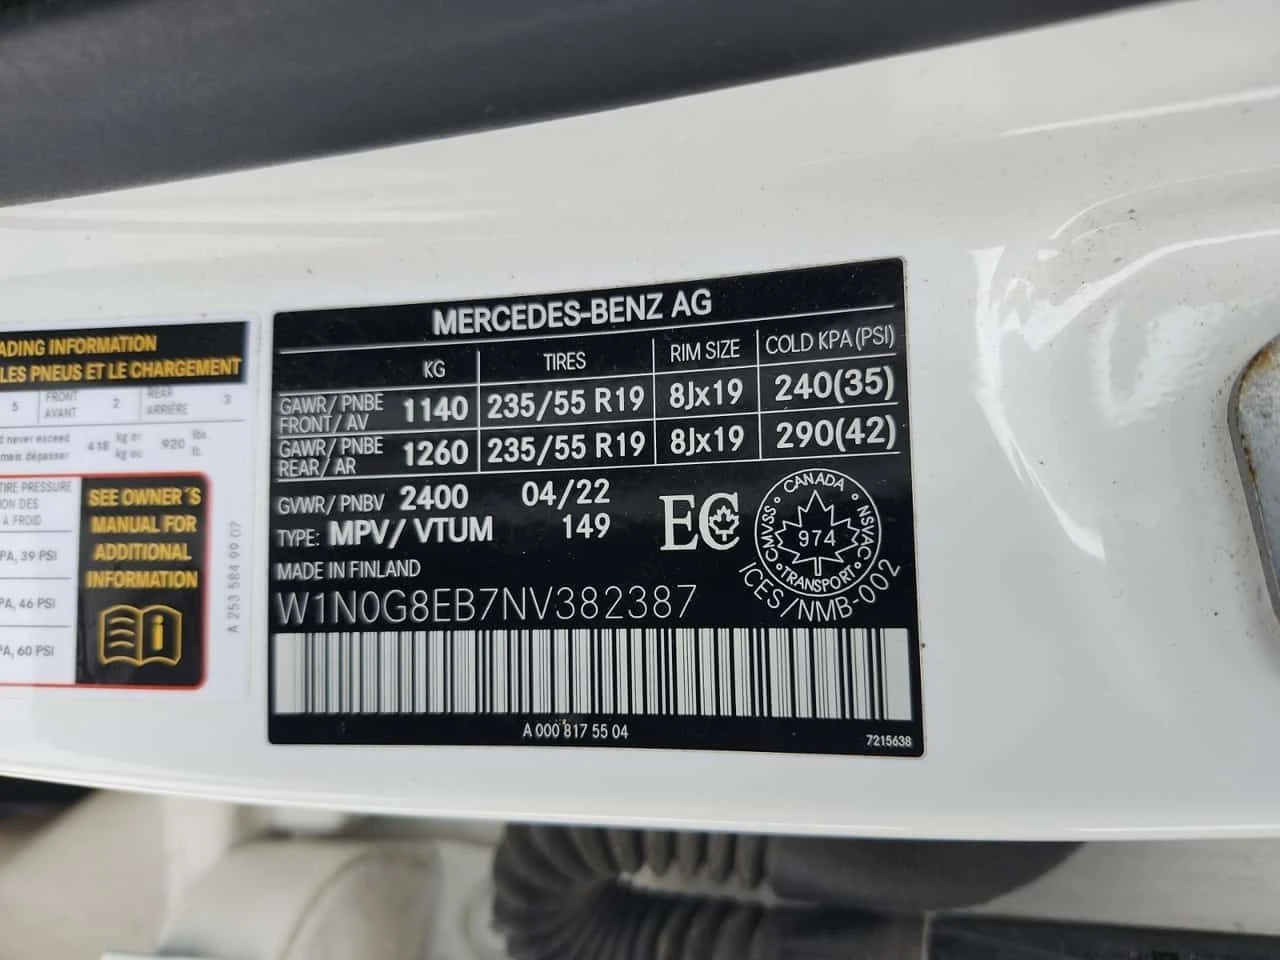 ADING INFORMATION
LES PNEUS ET LE CHARGEMENT
5 FRONT AVANT 2 REAR ARRIÈRE 3
d never exceed
mais dépasser 418 kg or kg ou 920 lbs. lb.
TIRE PRESSURE
ON DES
À FROID
PA, 39 PSI
PA, 46 PSI
PA, 60 PSI
SEE OWNER´S
MANUAL FOR
ADDITIONAL
INFORMATION
A 253 584 99 07
MERCEDES-BENZ AG
KG TIRES RIM SIZE COLD KPA(PSI)
GAWR/PNBE FRONT/AV 1140 235/55 R19 8Jx19 240(35)
GAWR/PNBE REAR/AR 1260 235/55 R19 8Jx19 290(42)
GVWR/PNBV 2400 04/22
TYPE: MPV/VTUM 149
EC
CANADA
CMVSS 974 NSVAC
TRANSPORT
ICES/NMB-002
MADE IN FINLAND
W1N0G8EB7NV382387
A 000 817 55 04
7215638